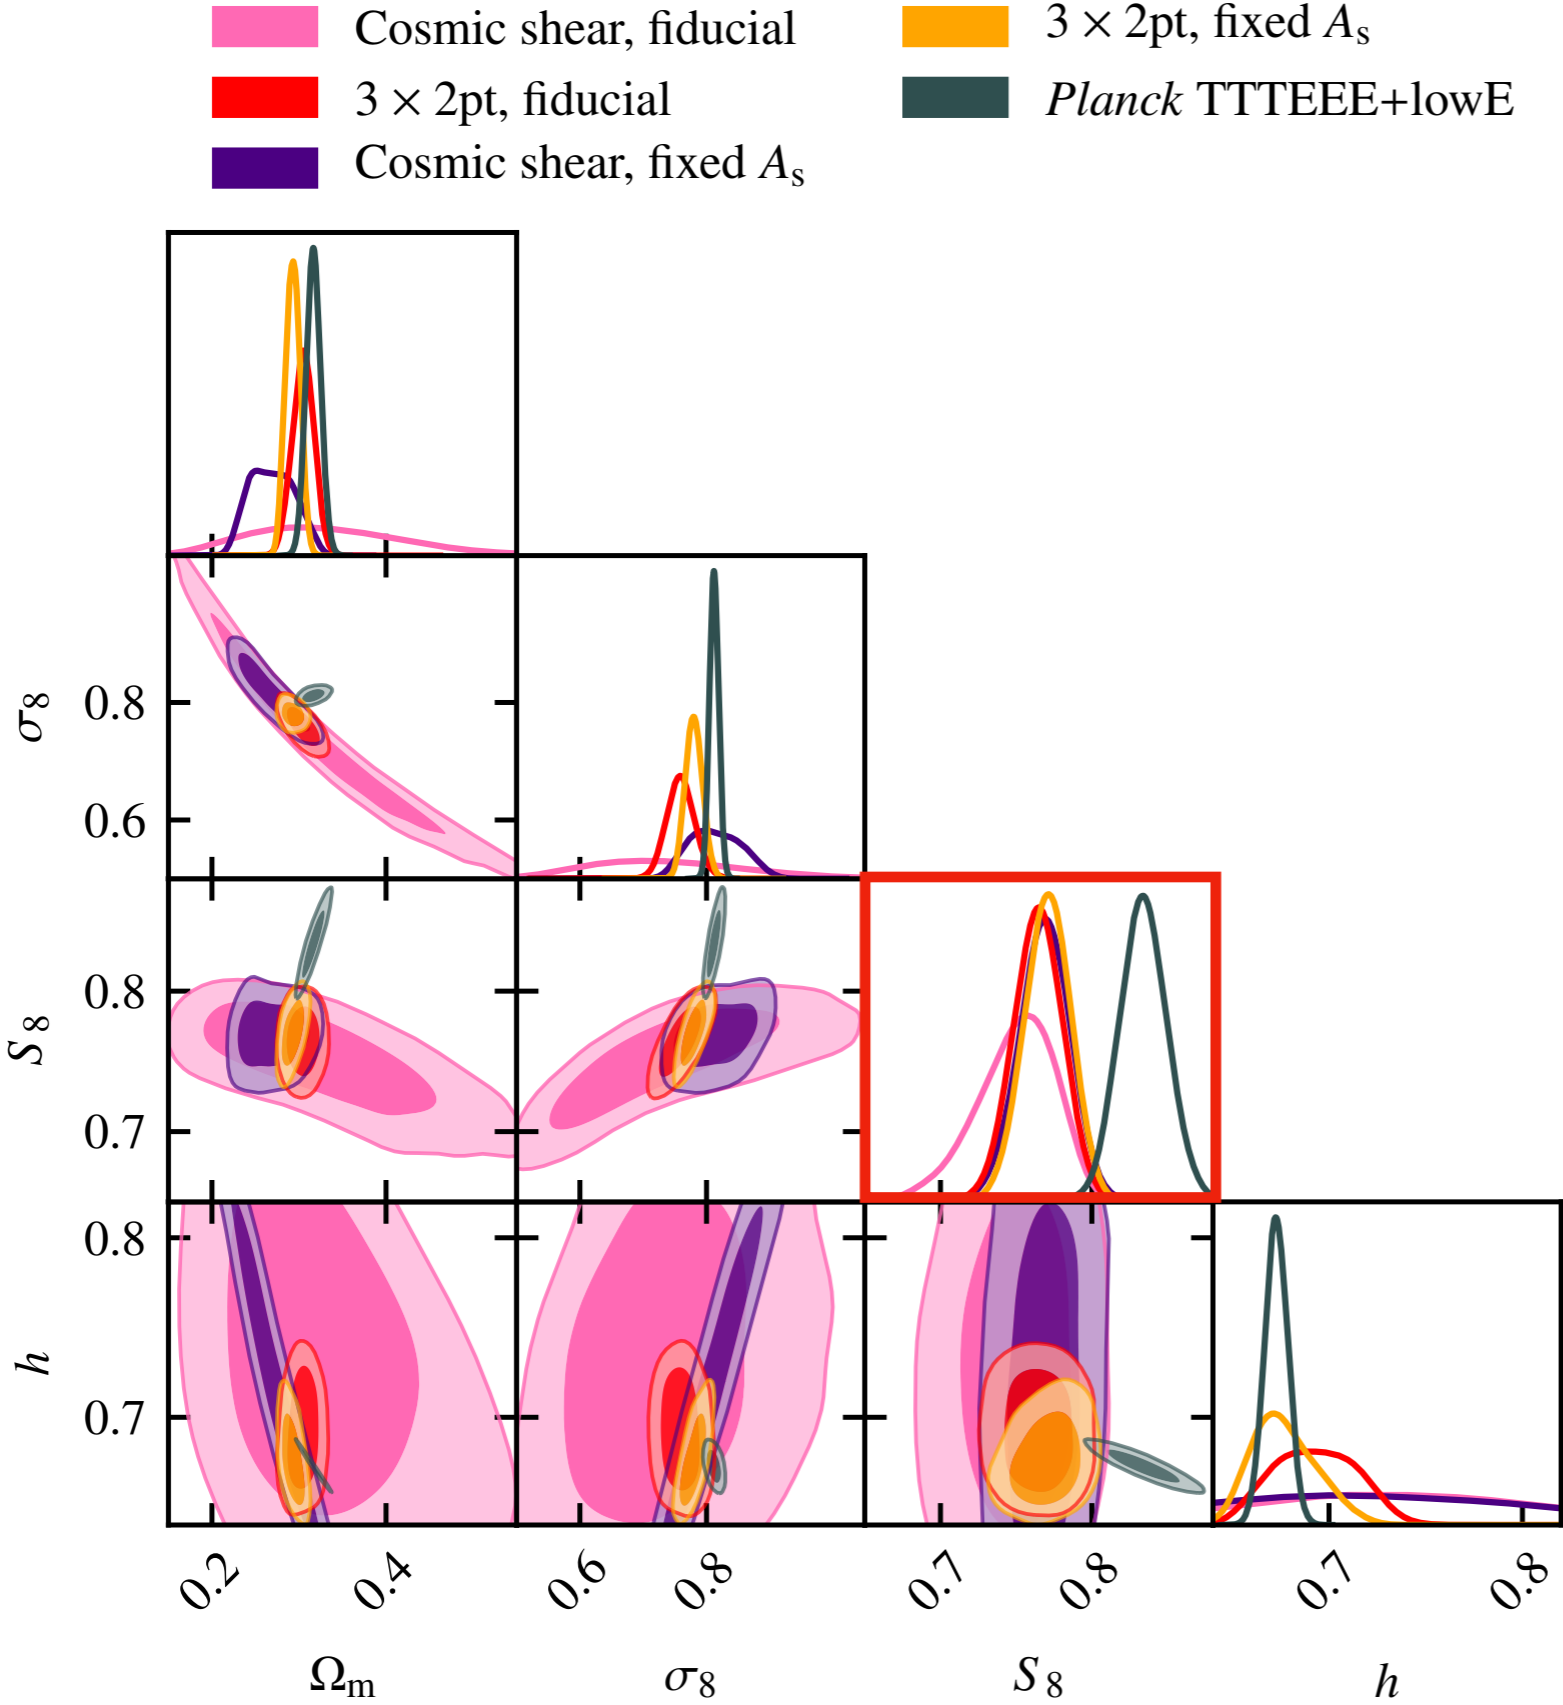 Cosmic shear, fiducial
3 × 2pt, fiducial
Cosmic shear, fixed Aₛ
3 × 2pt, fixed Aₛ
Planck TTTEEE+lowE
σ₈
0.8
0.6
S₈
0.8
0.7
h
0.8
0.7
0.2 0.4 0.6 0.8 0.7 0.8 0.7 0.8
Ωₘ σ₈ S₈ h